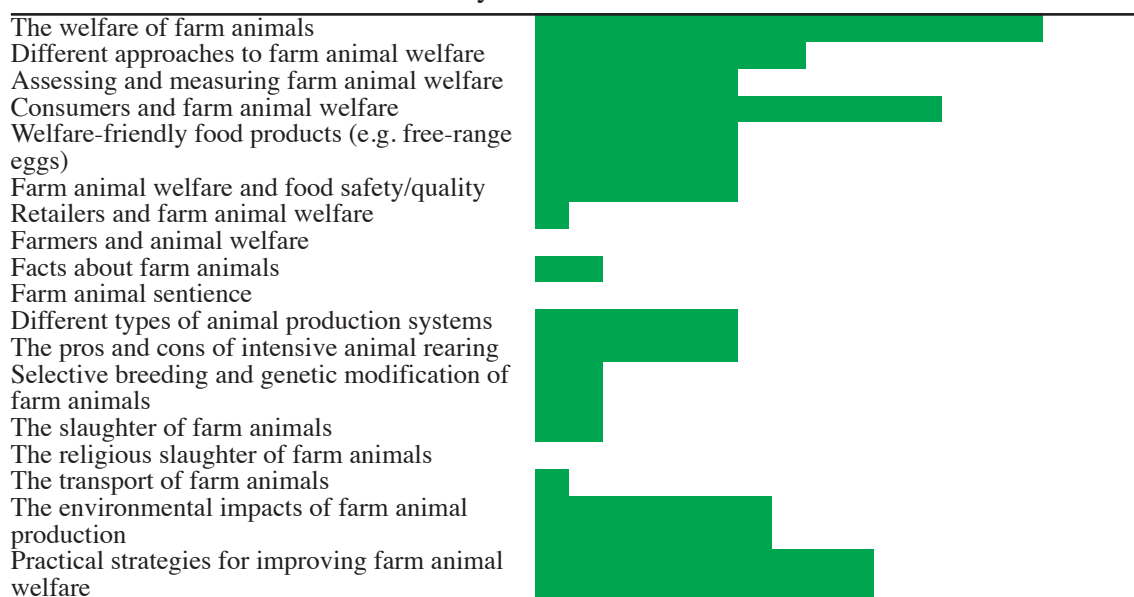 The welfare of farm animals
Different approaches to farm animal welfare
Assessing and measuring farm animal welfare
Consumers and farm animal welfare
Welfare-friendly food products (e.g. free-range
eggs)
Farm animal welfare and food safety/quality
Retailers and farm animal welfare
Farmers and animal welfare
Facts about farm animals
Farm animal sentience
Different types of animal production systems
The pros and cons of intensive animal rearing
Selective breeding and genetic modification of
farm animals
The slaughter of farm animals
The religious slaughter of farm animals
The transport of farm animals
The environmental impacts of farm animal
production
Practical strategies for improving farm animal
welfare